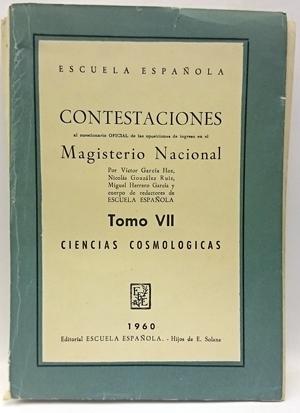 ESCUELA ESPAÑOLA
CONTESTACIONES
al cuestionario OFICIAL de las oposiciones de ingreso en el
Magisterio Nacional
Por Víctor García Hoz,
Nicolás González Ruiz,
Miguel Herrero García y
cuerpo de redactores de
ESCUELA ESPAÑOLA
Tomo VII
CIENCIAS COSMOLOGICAS
1960
Editorial ESCUELA ESPAÑOLA. - Hijos de E. Solana